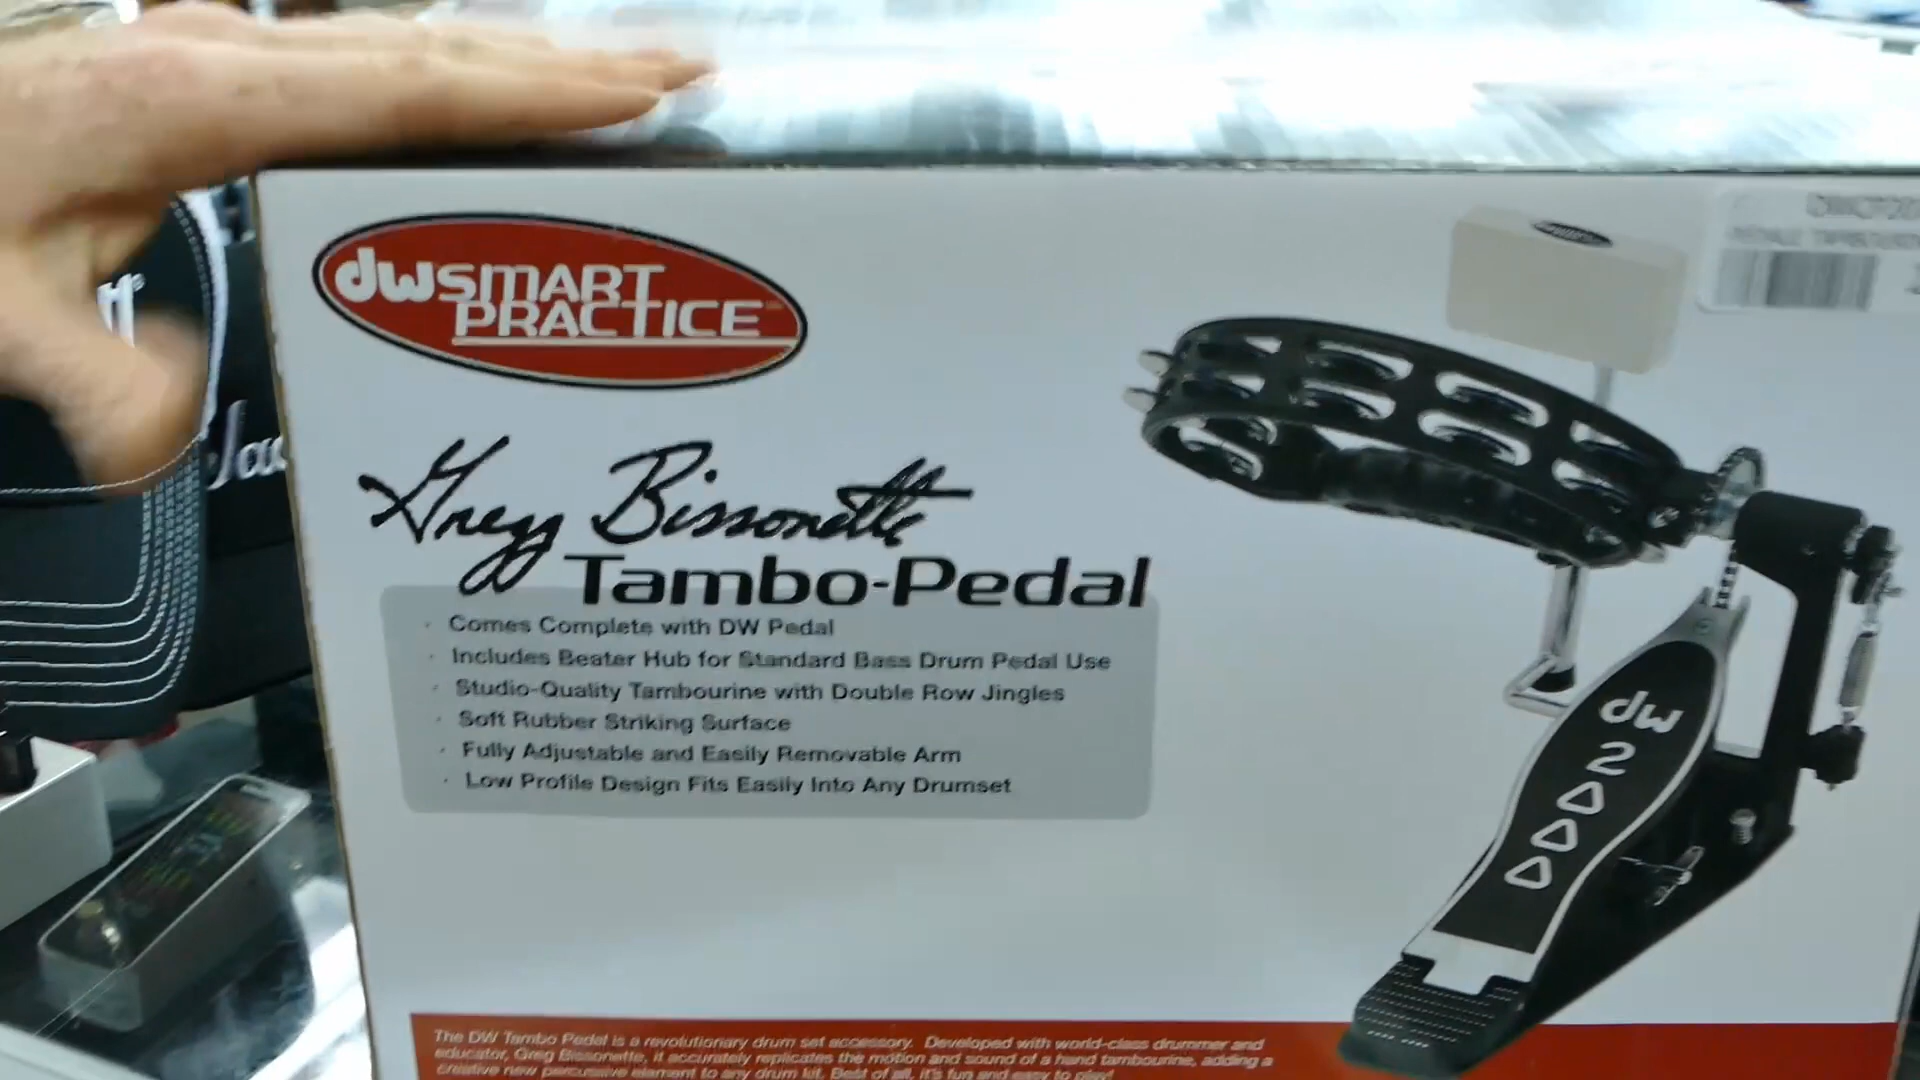 dw SMART
PRACTICE
Gregg Bissonette
Tambo-Pedal
· Comes Complete with DW Pedal
· Includes Beater Hub for Standard Bass Drum Pedal Use
· Studio-Quality Tambourine with Double Row Jingles
· Soft Rubber Striking Surface
· Fully Adjustable and Easily Removable Arm
· Low Profile Design Fits Easily Into Any Drumset
dw
2000
The DW Tambo Pedal is a revolutionary drum set accessory. Developed with world-class drummer and
educator, Greg Bissonette, it accurately replicates the motion and sound of a hand tambourine, adding a
creative new percussive element to any drum kit. Best of all, it's fun and easy to play!